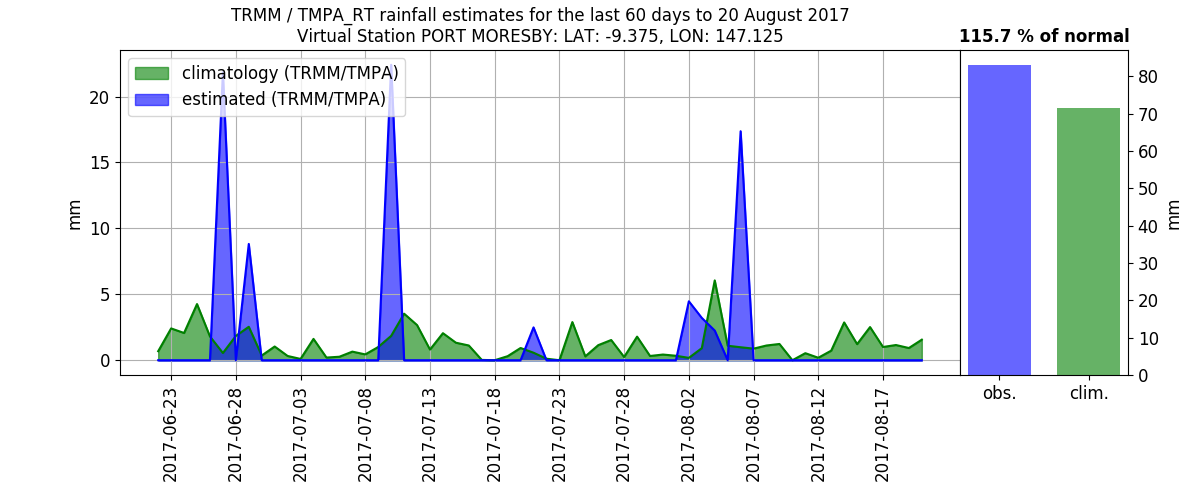 TRMM / TMPA_RT rainfall estimates for the last 60 days to 20 August 2017
Virtual Station PORT MORESBY: LAT: -9.375, LON: 147.125
115.7 % of normal
climatology (TRMM/TMPA)
estimated (TRMM/TMPA)
mm
20
15
10
5
0
2017-06-23
2017-06-28
2017-07-03
2017-07-08
2017-07-13
2017-07-18
2017-07-23
2017-07-28
2017-08-02
2017-08-07
2017-08-12
2017-08-17
80
70
60
50
40
30
20
10
0
mm
obs.
clim.